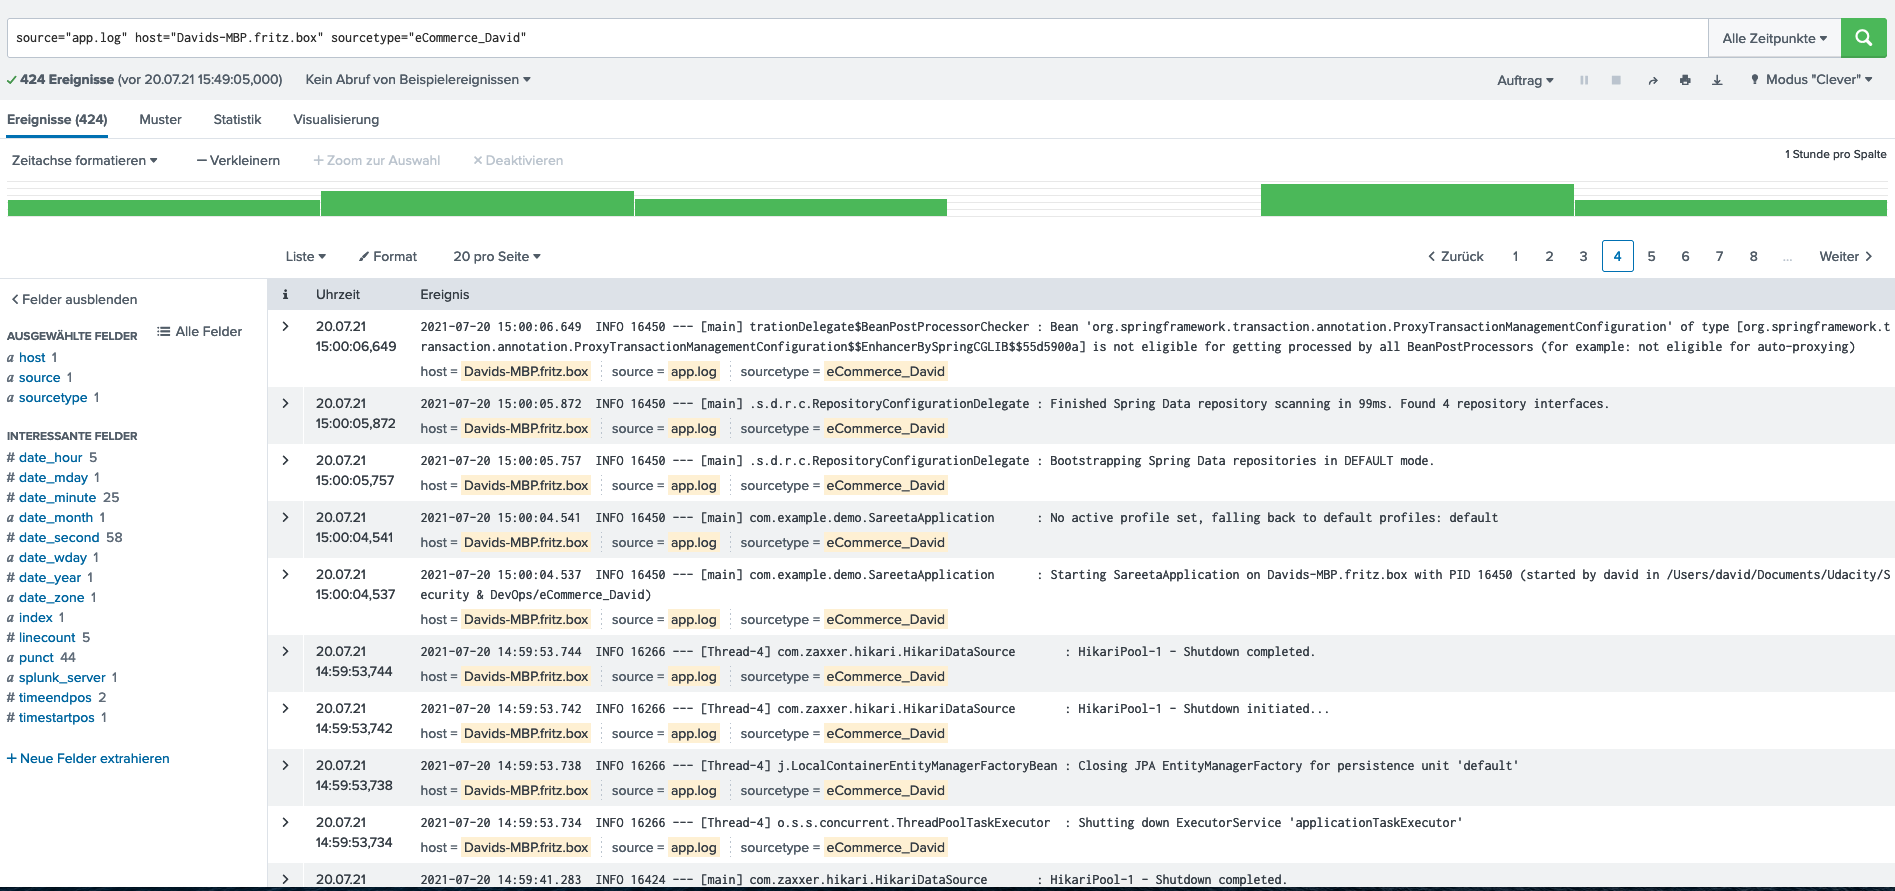 source="app.log" host="Davids-MBP.fritz.box" sourcetype="eCommerce_David"
Alle Zeitpunkte
424 Ereignisse (vor 20.07.21 15:49:05,000)
Kein Abruf von Beispielereignissen
Auftrag
Modus "Clever"
Ereignisse (424)
Muster
Statistik
Visualisierung
Zeitachse formatieren
— Verkleinern
+ Zoom zur Auswahl
× Deaktivieren
1 Stunde pro Spalte
Liste
Format
20 pro Seite
< Zurück
1
2
3
4
5
6
7
8
...
Weiter >
< Felder ausblenden
AUSGEWÄHLTE FELDER
Alle Felder
a host 1
a source 1
a sourcetype 1
INTERESSANTE FELDER
# date_hour 5
# date_mday 1
# date_minute 25
a date_month 1
# date_second 58
a date_wday 1
# date_year 1
a date_zone 1
a index 1
# linecount 5
a punct 44
a splunk_server 1
# timeendpos 2
# timestartpos 1
+ Neue Felder extrahieren
i Uhrzeit Ereignis
20.07.21
15:00:06,649
2021-07-20 15:00:06.649 INFO 16450 --- [main] trationDelegate$BeanPostProcessorChecker : Bean 'org.springframework.transaction.annotation.ProxyTransactionManagementConfiguration' of type [org.springframework.t
ransaction.annotation.ProxyTransactionManagementConfiguration$$EnhancerBySpringCGLIB$$55d5900a] is not eligible for getting processed by all BeanPostProcessors (for example: not eligible for auto-proxying)
host = Davids-MBP.fritz.box source = app.log sourcetype = eCommerce_David
20.07.21
15:00:05,872
2021-07-20 15:00:05.872 INFO 16450 --- [main] .s.d.r.c.RepositoryConfigurationDelegate : Finished Spring Data repository scanning in 99ms. Found 4 repository interfaces.
host = Davids-MBP.fritz.box source = app.log sourcetype = eCommerce_David
20.07.21
15:00:05,757
2021-07-20 15:00:05.757 INFO 16450 --- [main] .s.d.r.c.RepositoryConfigurationDelegate : Bootstrapping Spring Data repositories in DEFAULT mode.
host = Davids-MBP.fritz.box source = app.log sourcetype = eCommerce_David
20.07.21
15:00:04,541
2021-07-20 15:00:04.541 INFO 16450 --- [main] com.example.demo.SareetaApplication : No active profile set, falling back to default profiles: default
host = Davids-MBP.fritz.box source = app.log sourcetype = eCommerce_David
20.07.21
15:00:04,537
2021-07-20 15:00:04.537 INFO 16450 --- [main] com.example.demo.SareetaApplication : Starting SareetaApplication on Davids-MBP.fritz.box with PID 16450 (started by david in /Users/david/Documents/Udacity/S
ecurity & DevOps/eCommerce_David)
host = Davids-MBP.fritz.box source = app.log sourcetype = eCommerce_David
20.07.21
14:59:53,744
2021-07-20 14:59:53.744 INFO 16266 --- [Thread-4] com.zaxxer.hikari.HikariDataSource : HikariPool-1 - Shutdown completed.
host = Davids-MBP.fritz.box source = app.log sourcetype = eCommerce_David
20.07.21
14:59:53,742
2021-07-20 14:59:53.742 INFO 16266 --- [Thread-4] com.zaxxer.hikari.HikariDataSource : HikariPool-1 - Shutdown initiated...
host = Davids-MBP.fritz.box source = app.log sourcetype = eCommerce_David
20.07.21
14:59:53,738
2021-07-20 14:59:53.738 INFO 16266 --- [Thread-4] j.LocalContainerEntityManagerFactoryBean : Closing JPA EntityManagerFactory for persistence unit 'default'
host = Davids-MBP.fritz.box source = app.log sourcetype = eCommerce_David
20.07.21
14:59:53,734
2021-07-20 14:59:53.734 INFO 16266 --- [Thread-4] o.s.s.concurrent.ThreadPoolTaskExecutor : Shutting down ExecutorService 'applicationTaskExecutor'
host = Davids-MBP.fritz.box source = app.log sourcetype = eCommerce_David
20.07.21
2021-07-20 14:59:41.283 INFO 16424 --- [main] com.zaxxer.hikari.HikariDataSource : HikariPool-1 - Shutdown completed.